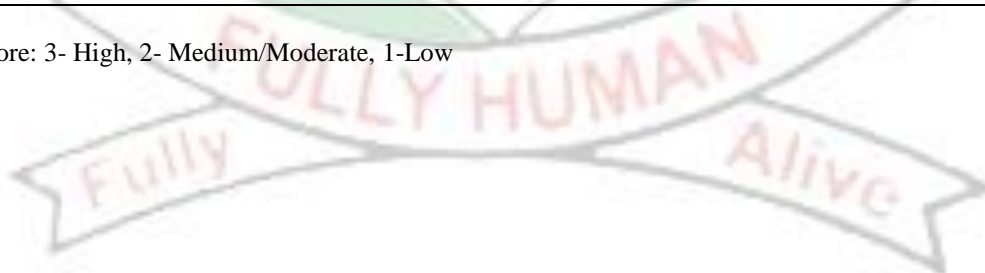 ore: 3- High, 2- Medium/Moderate, 1-Low
FULLY HUMAN
Fully Alive